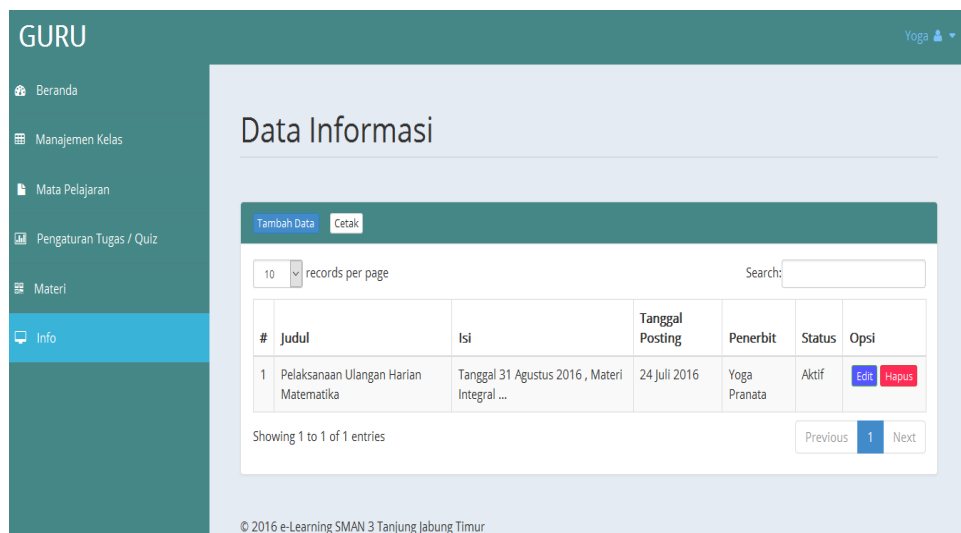 GURU
Yoga
Beranda
Manajemen Kelas
Mata Pelajaran
Pengaturan Tugas / Quiz
Materi
Info
Data Informasi
Tambah Data Cetak
10 records per page Search:
# Judul Isi Tanggal Posting Penerbit Status Opsi
1 Pelaksanaan Ulangan Harian Matematika Tanggal 31 Agustus 2016 , Materi Integral ... 24 Juli 2016 Yoga Pranata Aktif Edit Hapus
Showing 1 to 1 of 1 entries Previous 1 Next
© 2016 e-Learning SMAN 3 Tanjung Jabung Timur